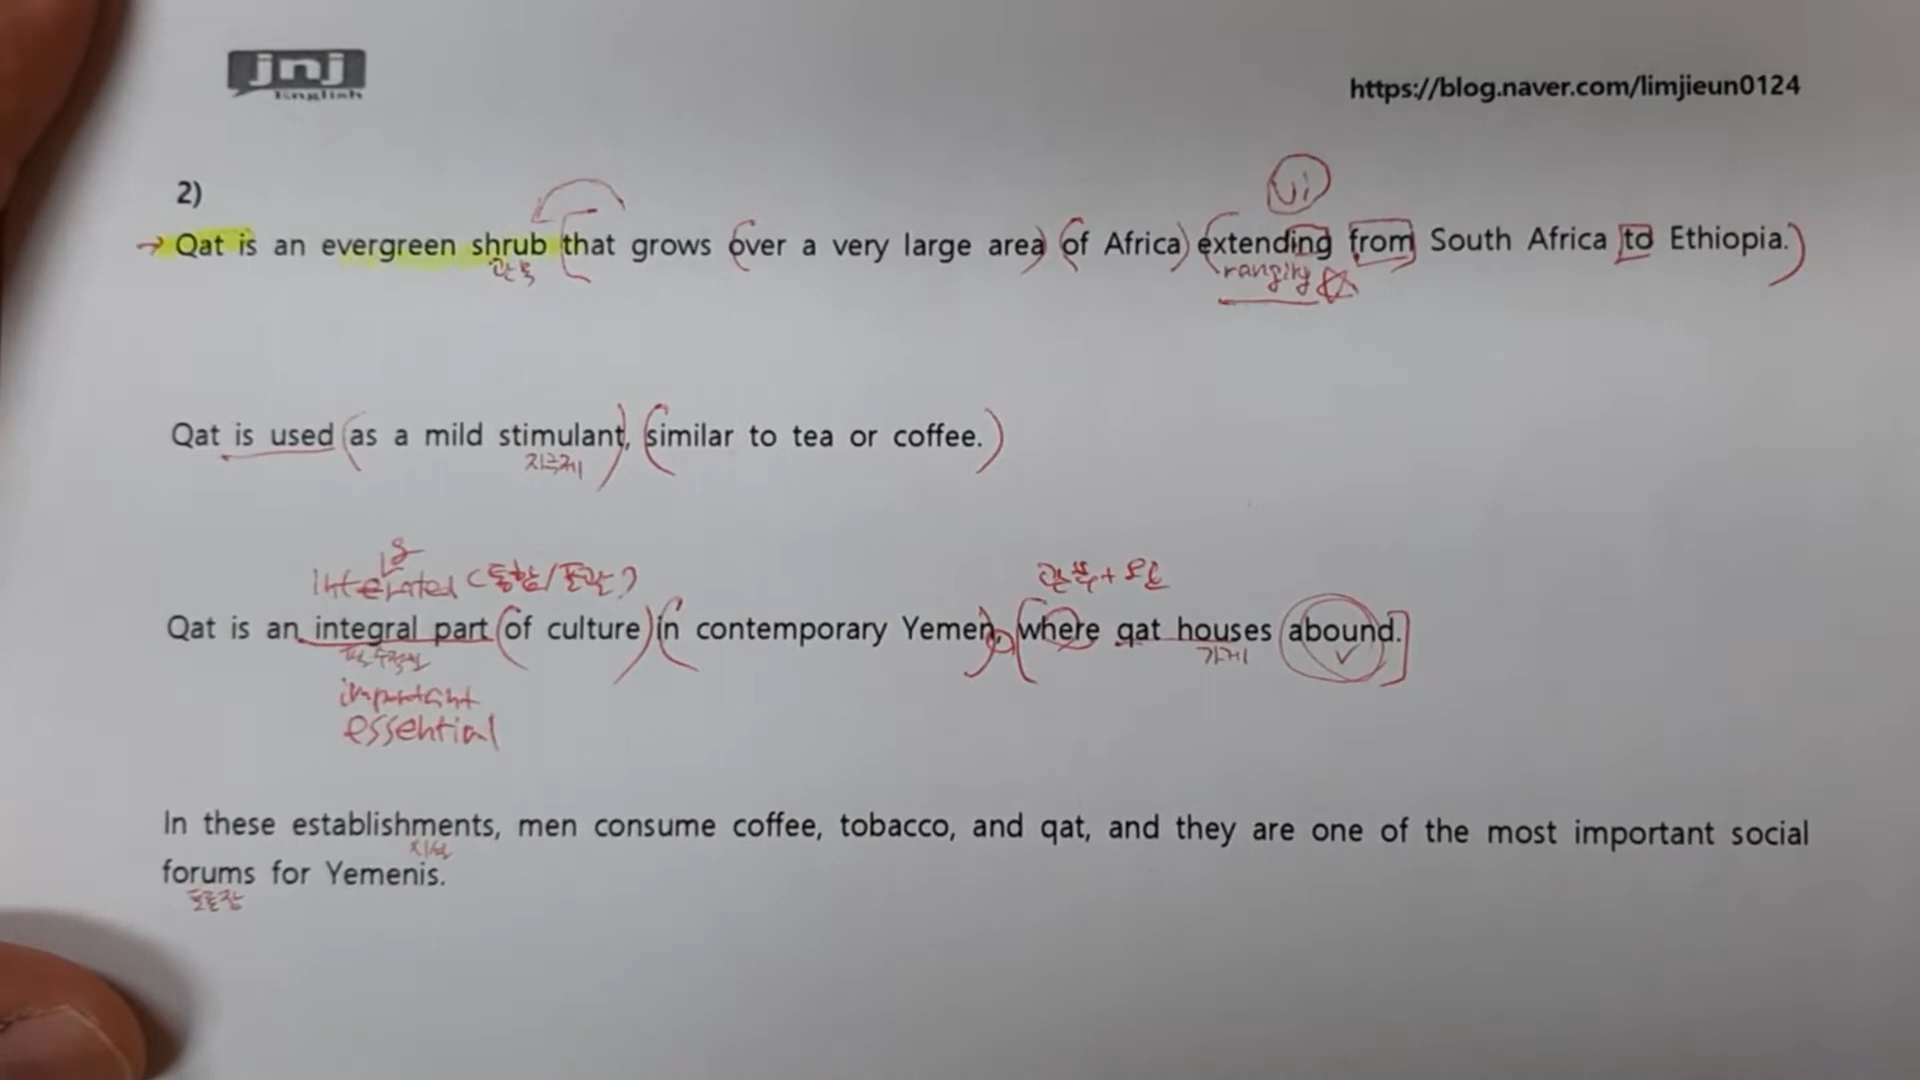 jnj
English
https://blog.naver.com/limjieun0124
2)
Vi
→ Qat is an evergreen shrub that grows over a very large area of Africa extending from South Africa to Ethiopia.
관목
ranging ☆
Qat is used as a mild stimulant, similar to tea or coffee.
자극제
integrated (통합/포괄)
관부+완
Qat is an integral part of culture in contemporary Yemen, where qat houses abound.
필수적인
가게
important
essential
In these establishments, men consume coffee, tobacco, and qat, and they are one of the most important social
시설
forums for Yemenis.
토론장